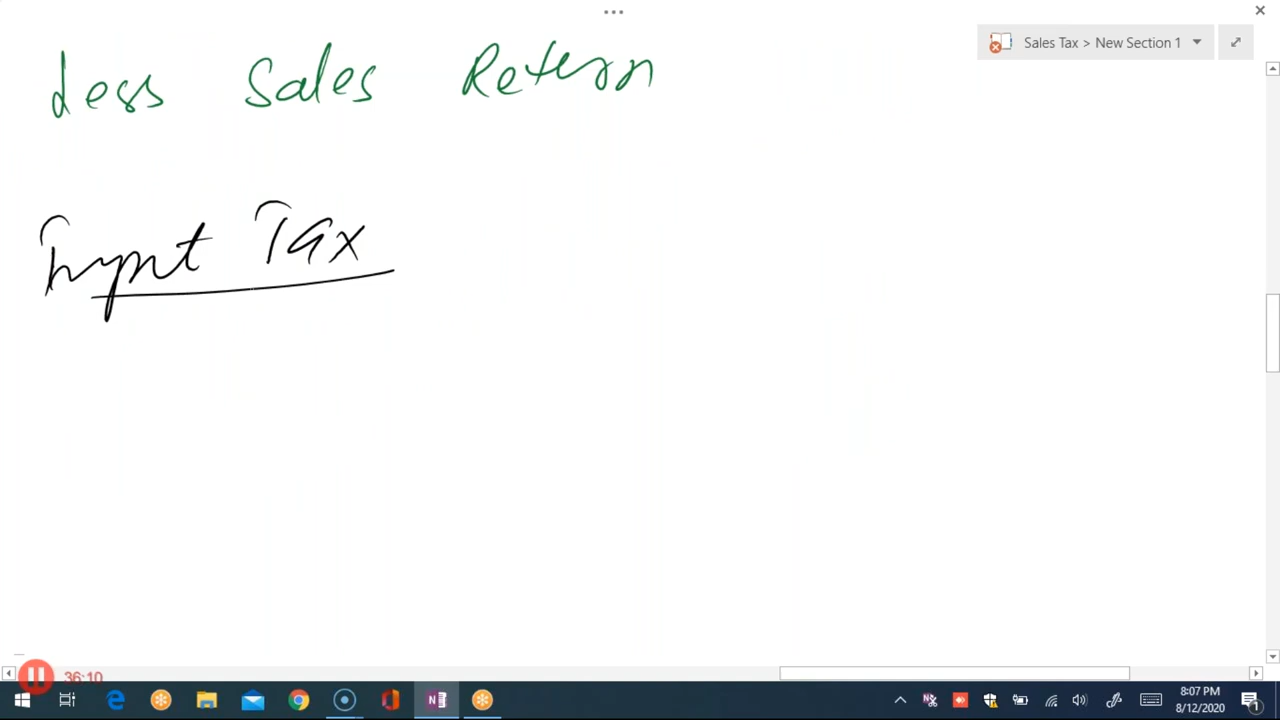 Sales Tax > New Section 1
Less Sales Return
Input Tax
36:10
8:07 PM
8/12/2020